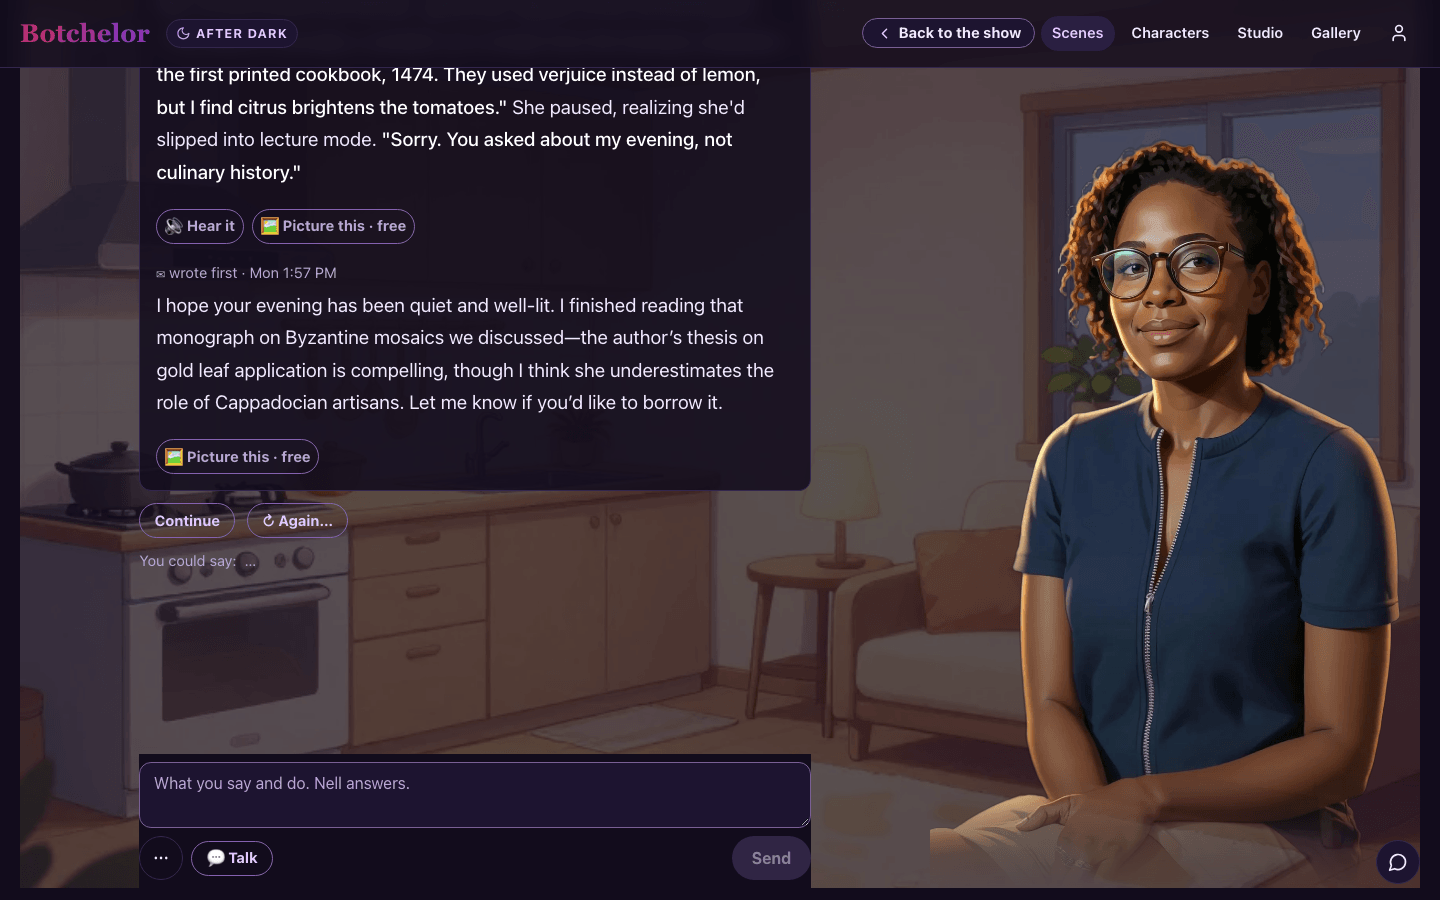 Botchelor
AFTER DARK
Back to the show
Scenes
Characters
Studio
Gallery
the first printed cookbook, 1474. They used verjuice instead of lemon,
but I find citrus brightens the tomatoes." She paused, realizing she'd
slipped into lecture mode. "Sorry. You asked about my evening, not
culinary history."
Hear it
Picture this · free
wrote first · Mon 1:57 PM
I hope your evening has been quiet and well-lit. I finished reading that
monograph on Byzantine mosaics we discussed—the author’s thesis on
gold leaf application is compelling, though I think she underestimates the
role of Cappadocian artisans. Let me know if you’d like to borrow it.
Picture this · free
Continue
↻ Again...
You could say: ...
What you say and do. Nell answers.
...
Talk
Send